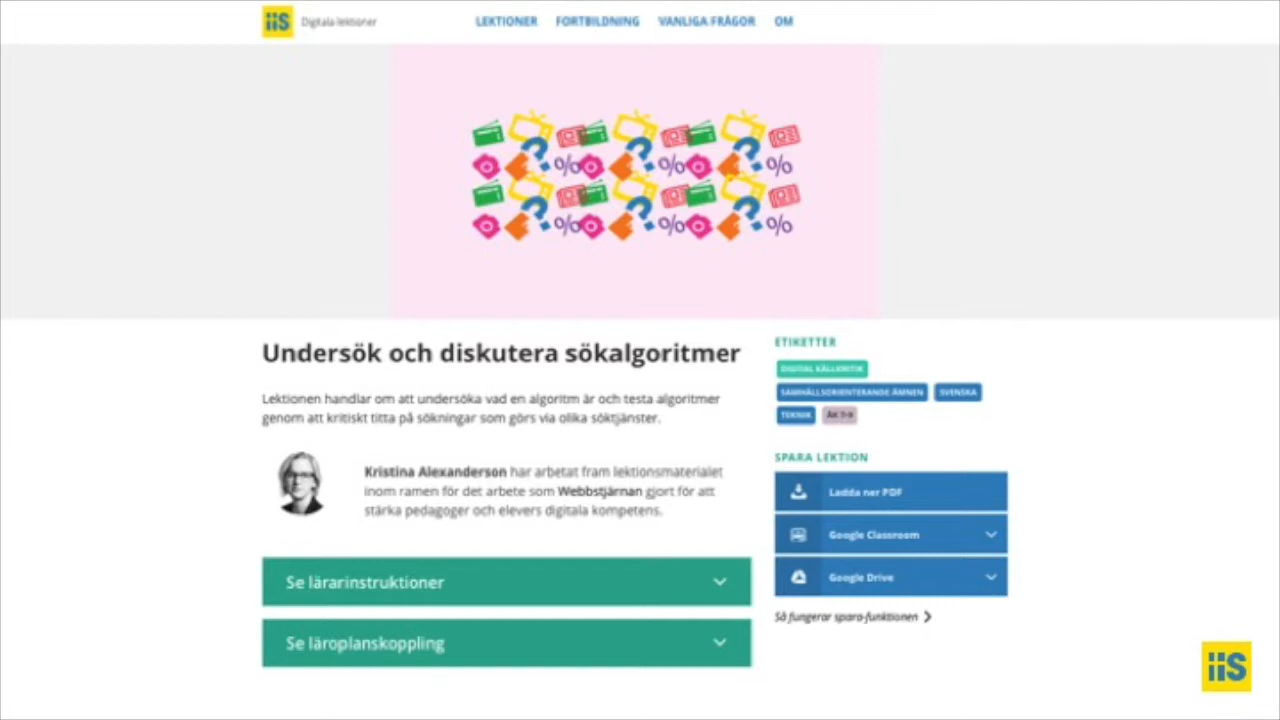 iis Digitala lektioner LEKTIONER FORTBILDNING VANLIGA FRÅGOR OM
Undersök och diskutera sökalgoritmer
Lektionen handlar om att undersöka vad en algoritm är och testa algoritmer
genom att kritiskt titta på sökningar som görs via olika söktjänster.
Kristina Alexanderson har arbetat fram lektionsmaterialet
inom ramen för det arbete som Webbstjärnan gjort för att
stärka pedagoger och elevers digitala kompetens.
Se lärarinstruktioner
Se läroplanskoppling
ETIKETTER
DIGITAL KÄLLKRITIK
SAMHÄLLSORIENTERANDE ÄMNEN SVENSKA
TEKNIK ÅK 7-9
SPARA LEKTION
Ladda ner PDF
Google Classroom
Google Drive
Så fungerar spara-funktionen
iis